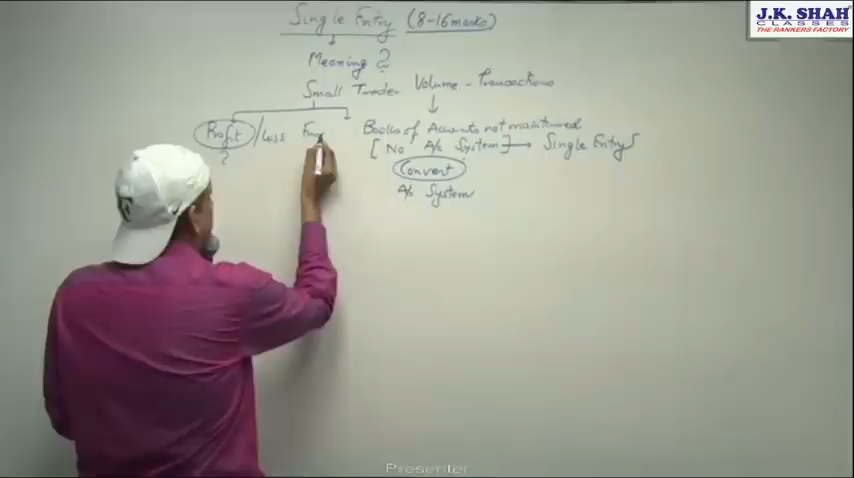 Single Entry (8-16 marks)
J.K. SHAH
CLASSES
THE RANKERS FACTORY
Meaning ?
Small Trader Volume - Transactions
Profit / Loss
?
Books of Accounts not maintained
[No A/c System] → Single Entry
Convert
A/c System
Presenter